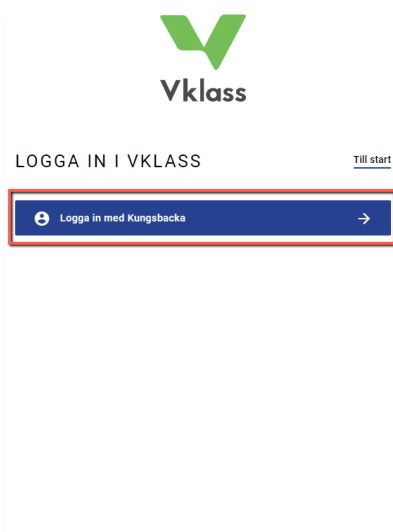 Vklass
LOGGA IN I VKLASS
Till start
Logga in med Kungsbacka